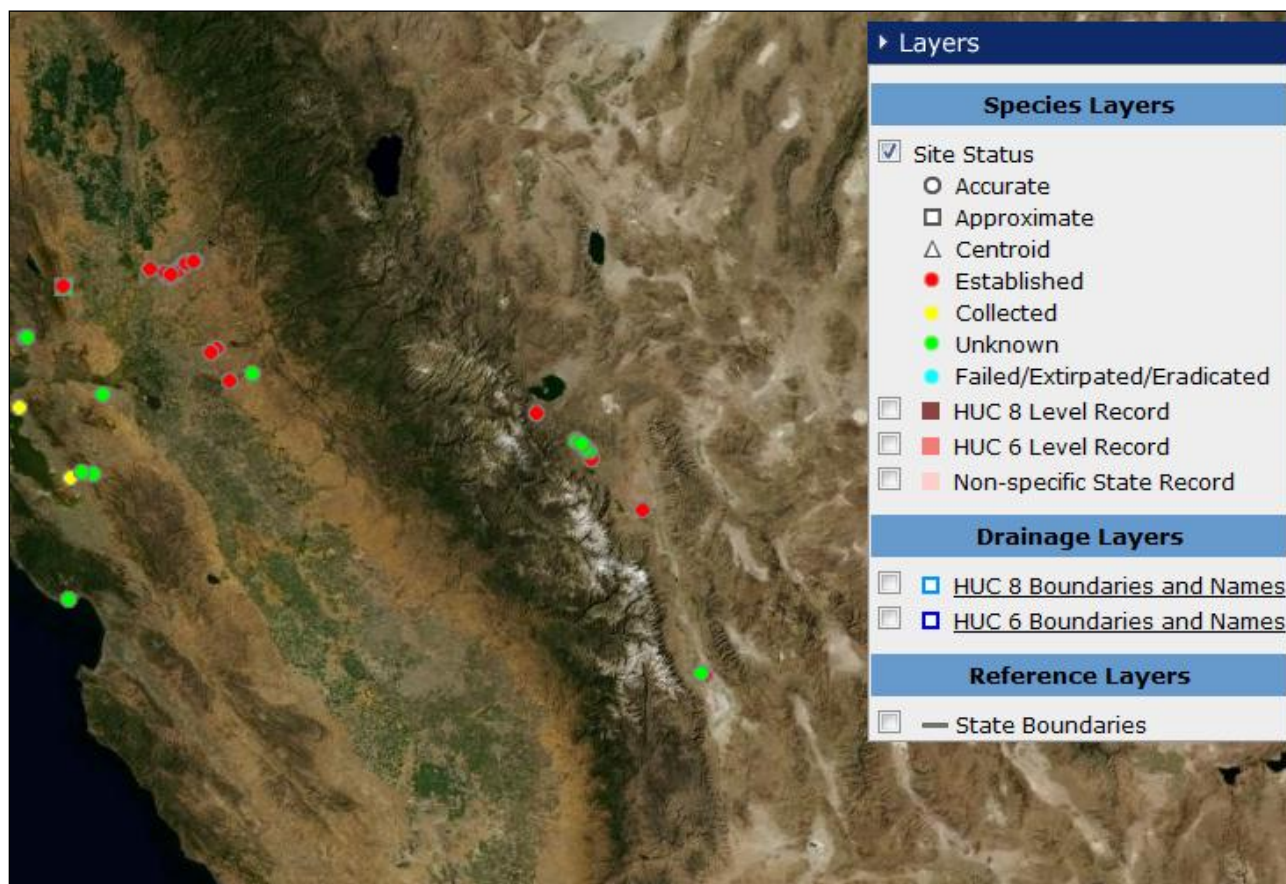 Layers
Species Layers
Site Status
Accurate
Approximate
Centroid
Established
Collected
Unknown
Failed/Extirpated/Eradicated
HUC 8 Level Record
HUC 6 Level Record
Non-specific State Record
Drainage Layers
HUC 8 Boundaries and Names
HUC 6 Boundaries and Names
Reference Layers
State Boundaries